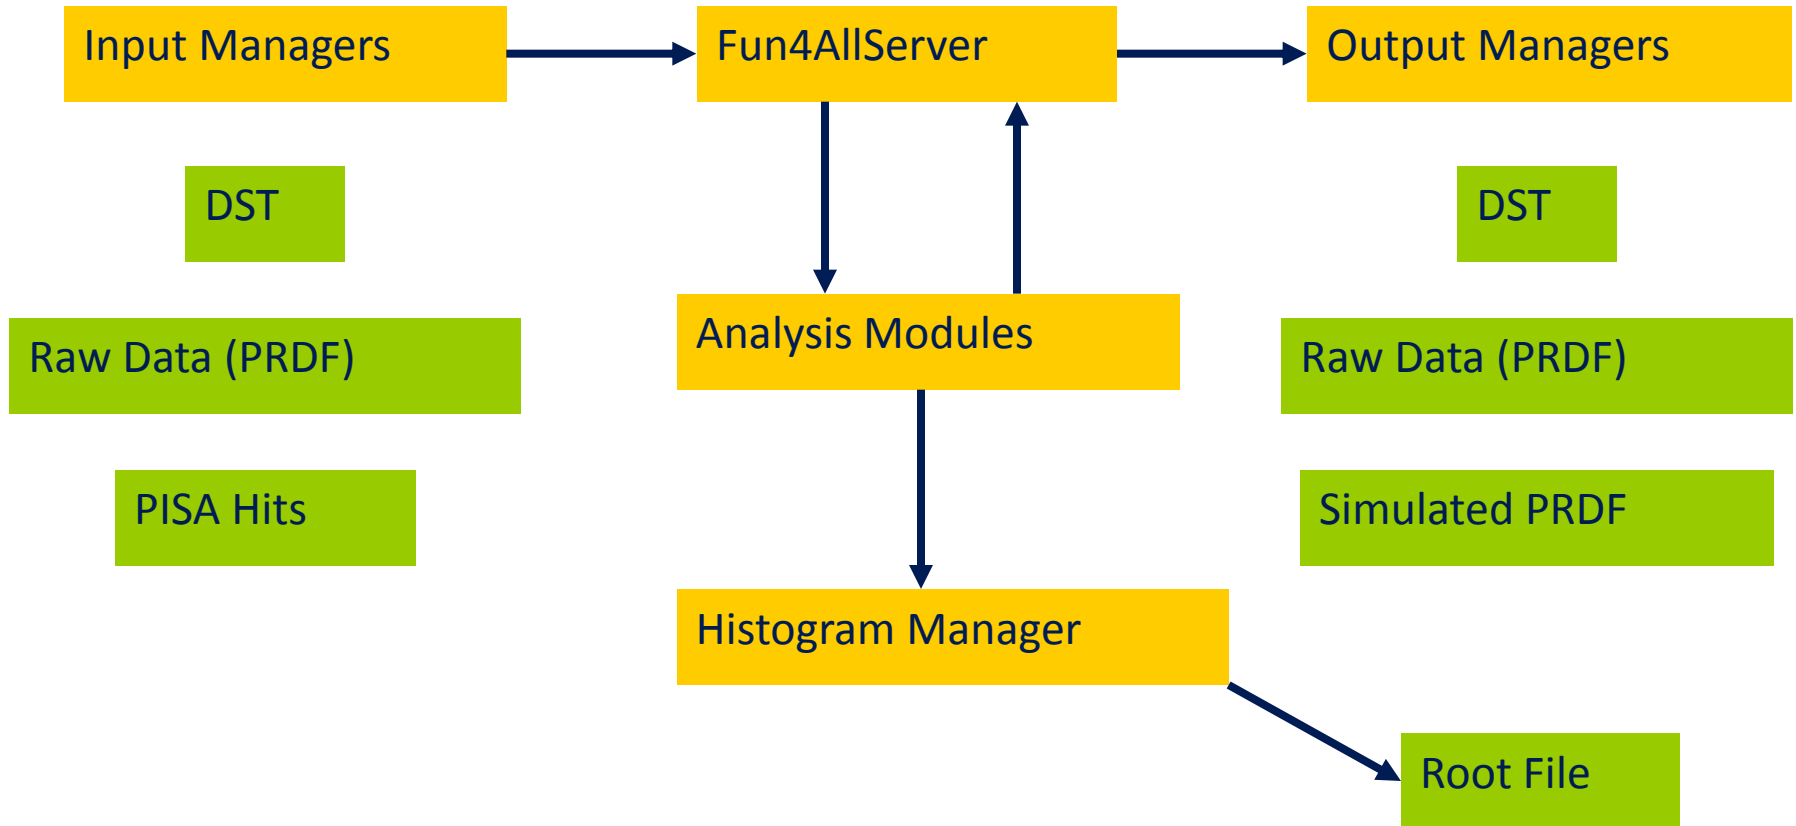 Input Managers
Fun4AllServer
Output Managers
DST
DST
Analysis Modules
Raw Data (PRDF)
Raw Data (PRDF)
PISA Hits
Simulated PRDF
Histogram Manager
Root File